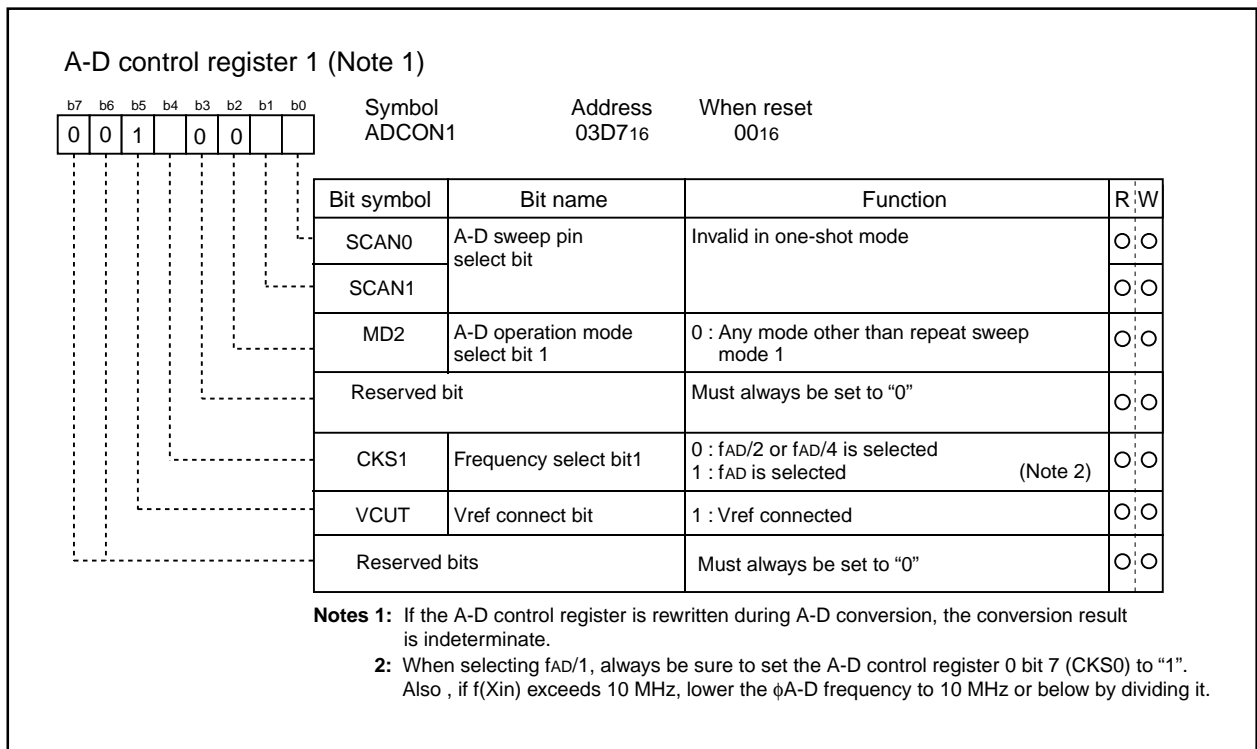 A-D control register 1 (Note 1)
b7 b6 b5 b4 b3 b2 b1 b0
Symbol Address When reset
0 0 1 0 0
ADCON1 03D716 0016
Bit symbol Bit name Function R W
SCAN0 A-D sweep pin select bit Invalid in one-shot mode O O
SCAN1 O O
MD2 A-D operation mode select bit 1 0 : Any mode other than repeat sweep mode 1 O O
Reserved bit Must always be set to “0” O O
CKS1 Frequency select bit1 0 : fAD/2 or fAD/4 is selected
1 : fAD is selected (Note 2) O O
VCUT Vref connect bit 1 : Vref connected O O
Reserved bits Must always be set to “0” O O
Notes 1: If the A-D control register is rewritten during A-D conversion, the conversion result
is indeterminate.
2: When selecting fAD/1, always be sure to set the A-D control register 0 bit 7 (CKS0) to “1”.
Also , if f(Xin) exceeds 10 MHz, lower the ϕA-D frequency to 10 MHz or below by dividing it.